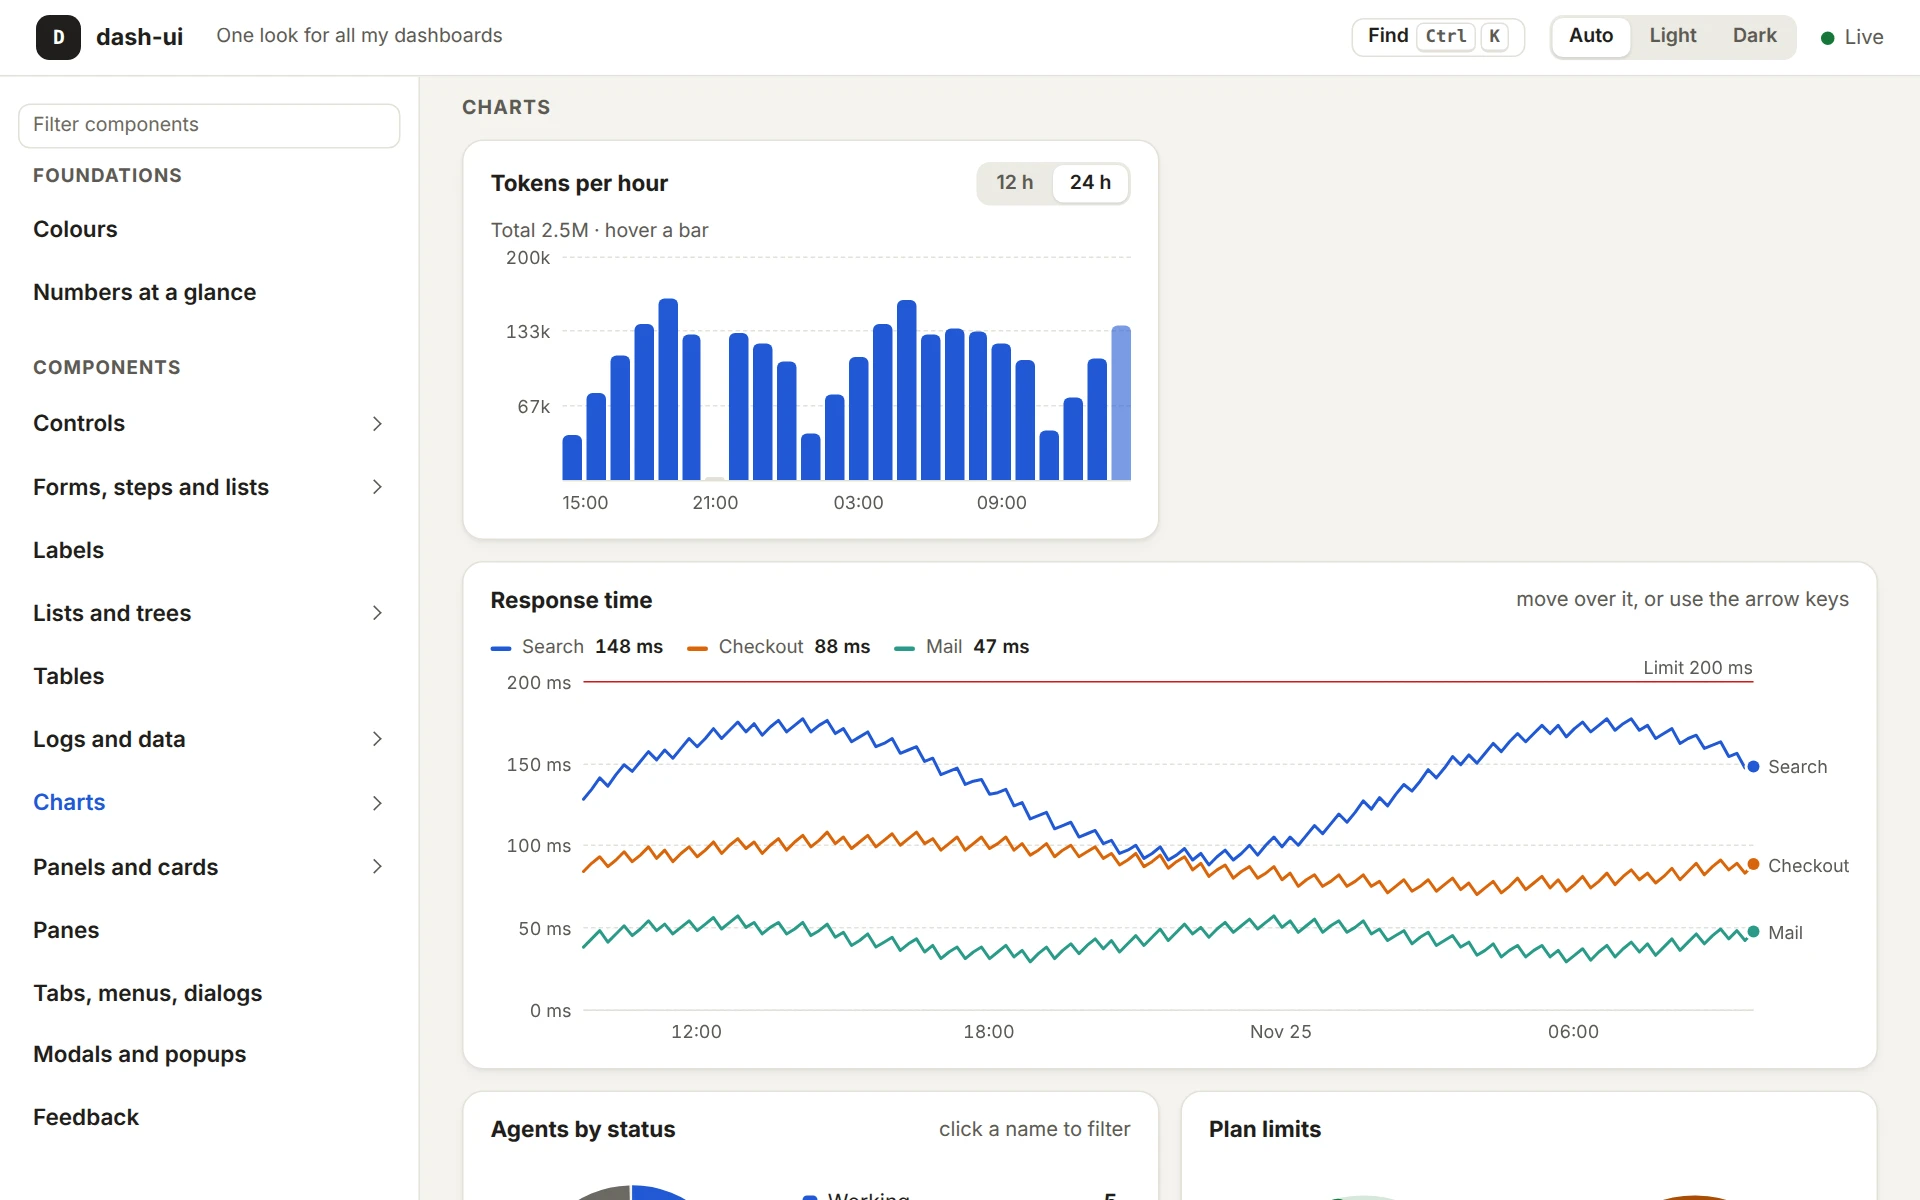 D
dash-ui
One look for all my dashboards
Find Ctrl K
Auto
Light
Dark
Live
Filter components
FOUNDATIONS
Colours
Numbers at a glance
COMPONENTS
Controls
Forms, steps and lists
Labels
Lists and trees
Tables
Logs and data
Charts
Panels and cards
Panes
Tabs, menus, dialogs
Modals and popups
Feedback
CHARTS
Tokens per hour
12 h
24 h
Total 2.5M · hover a bar
200k
133k
67k
15:00
21:00
03:00
09:00
Response time
move over it, or use the arrow keys
Search 148 ms
Checkout 88 ms
Mail 47 ms
Limit 200 ms
200 ms
150 ms
100 ms
50 ms
0 ms
Search
Checkout
Mail
12:00
18:00
Nov 25
06:00
Agents by status
click a name to filter
Working 5
Plan limits